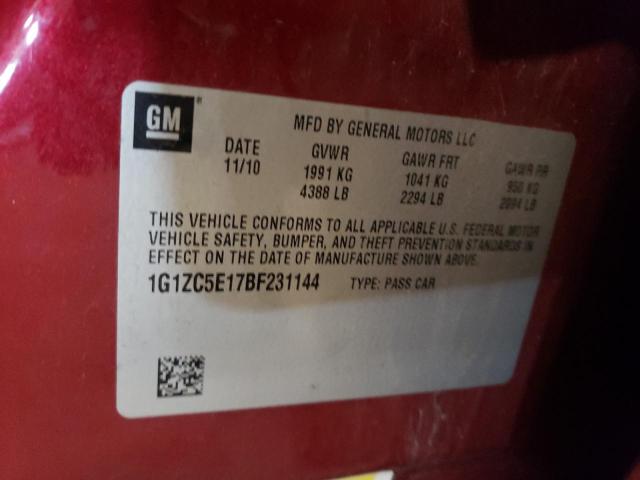 GM
MFD BY GENERAL MOTORS LLC
DATE GVWR GAWR FRT GAWR RR
11/10 1991 KG 1041 KG 950 KG
4388 LB 2294 LB 2094 LB
THIS VEHICLE CONFORMS TO ALL APPLICABLE U.S. FEDERAL MOTOR
VEHICLE SAFETY, BUMPER, AND THEFT PREVENTION STANDARDS IN
EFFECT ON THE DATE OF MANUFACTURE SHOWN ABOVE.
1G1ZC5E17BF231144 TYPE: PASS CAR